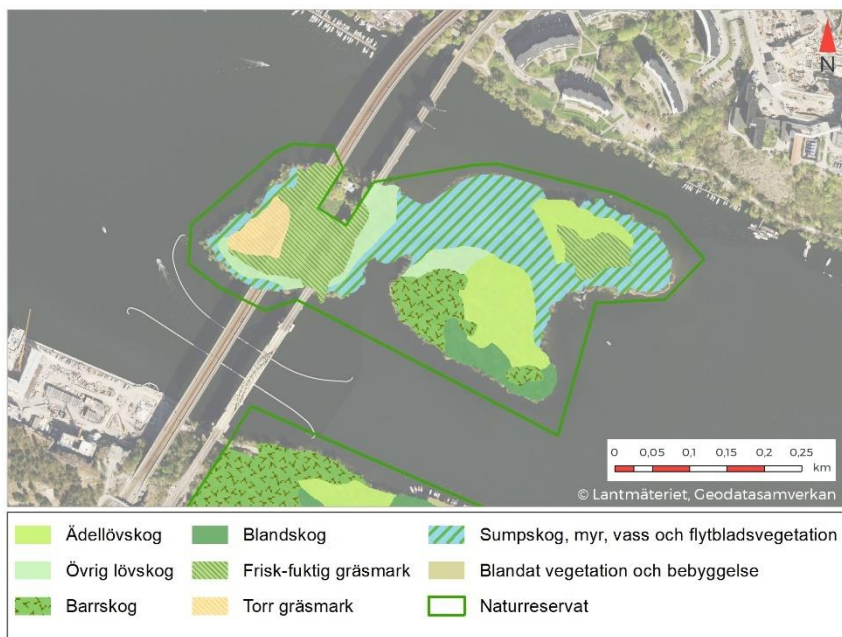 N
0 0,05 0,1 0,15 0,2 0,25
km
© Lantmäteriet, Geodatasamverkan
Ädellövskog Blandskog Sumpskog, myr, vass och flytbladsvegetation
Övrig lövskog Frisk-fuktig gräsmark Blandat vegetation och bebyggelse
Barrskog Torr gräsmark Naturreservat